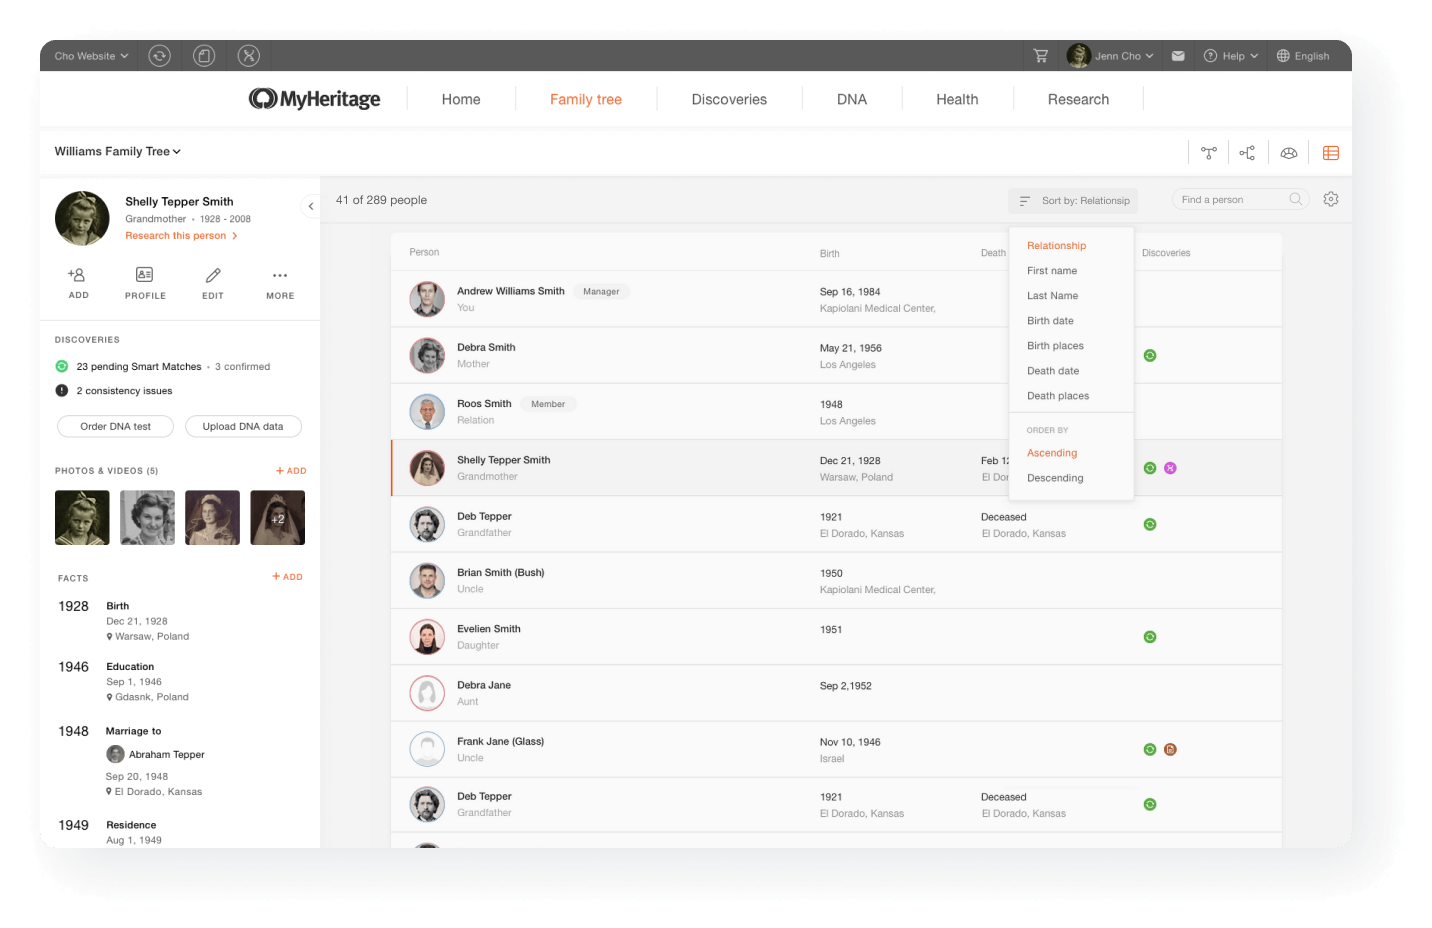 Cho Website
Jenn Cho
Help
English
MyHeritage
Home
Family tree
Discoveries
DNA
Health
Research
Williams Family Tree
Shelly Tepper Smith
Grandmother • 1928 - 2008
Research this person
ADD
PROFILE
EDIT
MORE
DISCOVERIES
23 pending Smart Matches • 3 confirmed
2 consistency issues
Order DNA test
Upload DNA data
PHOTOS & VIDEOS (5)
+ ADD
+2
FACTS
+ ADD
1928 Birth
Dec 21, 1928
Warsaw, Poland
1946 Education
Sep 1, 1946
Gdasnk, Poland
1948 Marriage to
Abraham Tepper
Sep 20, 1948
El Dorado, Kansas
1949 Residence
Aug 1, 1949
41 of 289 people
Sort by: Relationsip
Find a person
Person Birth Death Discoveries
Andrew Williams Smith Manager Sep 16, 1984
You Kapiolani Medical Center,
Debra Smith May 21, 1956
Mother Los Angeles
Roos Smith Member 1948
Relation Los Angeles
Shelly Tepper Smith Dec 21, 1928 Feb 12
Grandmother Warsaw, Poland El Dor
Deb Tepper 1921 Deceased
Grandfather El Dorado, Kansas El Dorado, Kansas
Brian Smith (Bush) 1950
Uncle Kapiolani Medical Center,
Evelien Smith 1951
Daughter
Debra Jane Sep 2,1952
Aunt
Frank Jane (Glass) Nov 10, 1946
Uncle Israel
Deb Tepper 1921 Deceased
Grandfather El Dorado, Kansas El Dorado, Kansas
Relationship
First name
Last Name
Birth date
Birth places
Death date
Death places
ORDER BY
Ascending
Descending